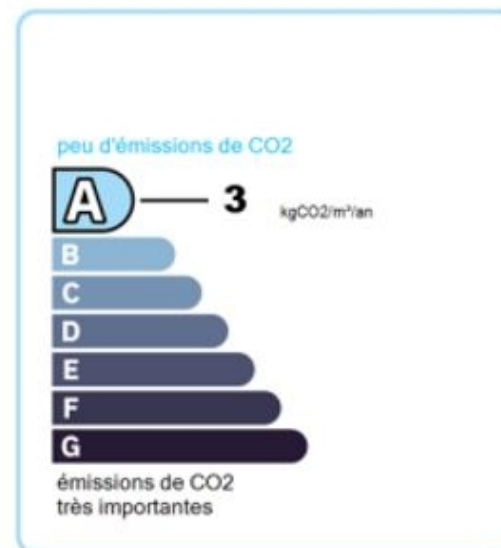 peu d'émissions de CO2
A 3 kgCO2/m²/an
B
C
D
E
F
G
émissions de CO2
très importantes